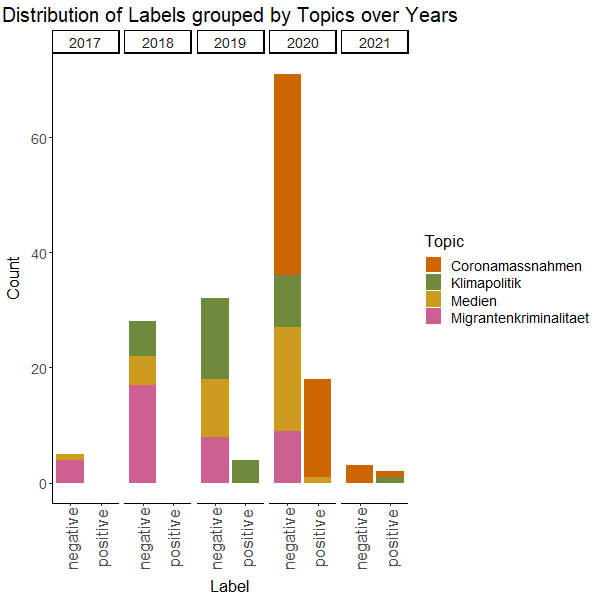 Distribution of Labels grouped by Topics over Years
2017 2018 2019 2020 2021
60
40
20
0
Count
negative positive negative positive negative positive negative positive negative positive
Label
Topic
Coronamassnahmen
Klimapolitik
Medien
Migrantenkriminalitaet